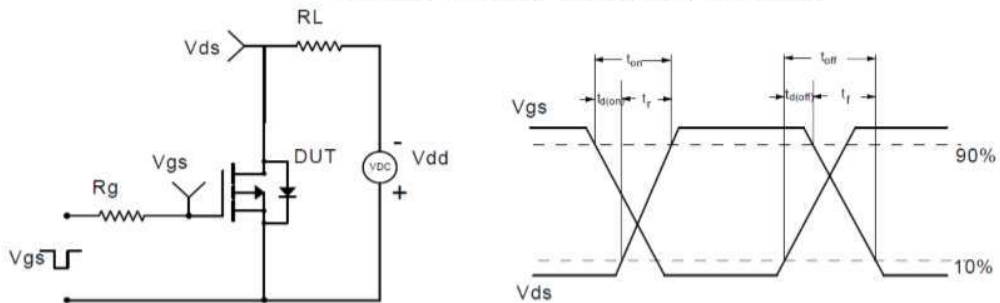 RL
Vds
ton
toff
td(on)
tr
td(off)
tf
Vgs
90%
DUT
-
VDC
Vdd
+
Vgs
Rg
Vgs
10%
Vds